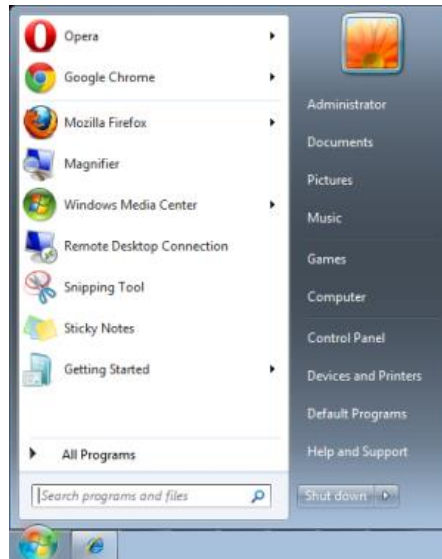 Opera
Google Chrome
Mozilla Firefox
Magnifier
Windows Media Center
Remote Desktop Connection
Snipping Tool
Sticky Notes
Getting Started
All Programs
Search programs and files
Administrator
Documents
Pictures
Music
Games
Computer
Control Panel
Devices and Printers
Default Programs
Help and Support
Shut down